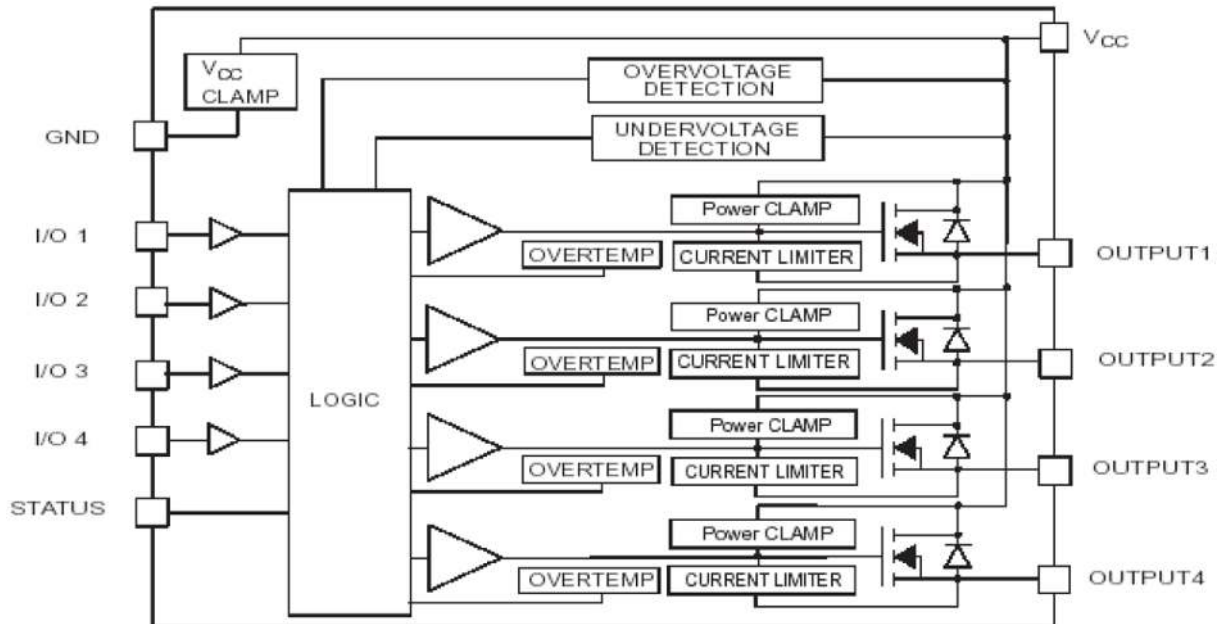 VCC
VCC
CLAMP
OVERVOLTAGE
DETECTION
GND
UNDERVOLTAGE
DETECTION
Power CLAMP
I/O 1
OVERTEMP
CURRENT LIMITER
OUTPUT1
I/O 2
Power CLAMP
OVERTEMP
CURRENT LIMITER
OUTPUT2
I/O 3
LOGIC
Power CLAMP
I/O 4
OVERTEMP
CURRENT LIMITER
OUTPUT3
STATUS
Power CLAMP
OVERTEMP
CURRENT LIMITER
OUTPUT4